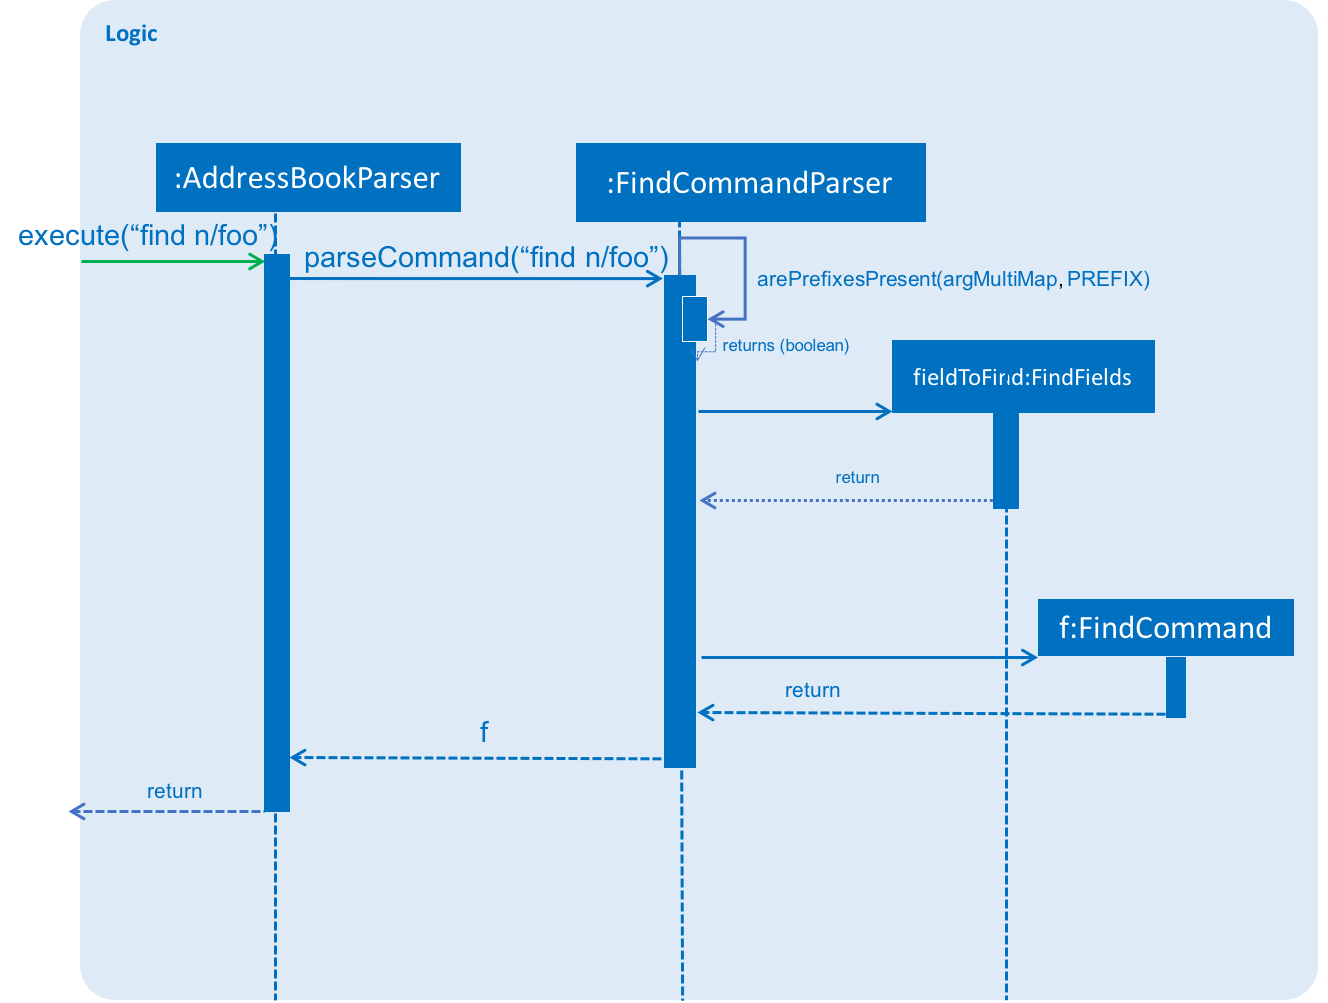 Logic
:AddressBookParser
:FindCommandParser
execute(“find n/foo”)
parseCommand(“find n/foo”)
arePrefixesPresent(argMultiMap, PREFIX)
returns (boolean)
fieldToFind:FindFields
return
f:FindCommand
return
f
return